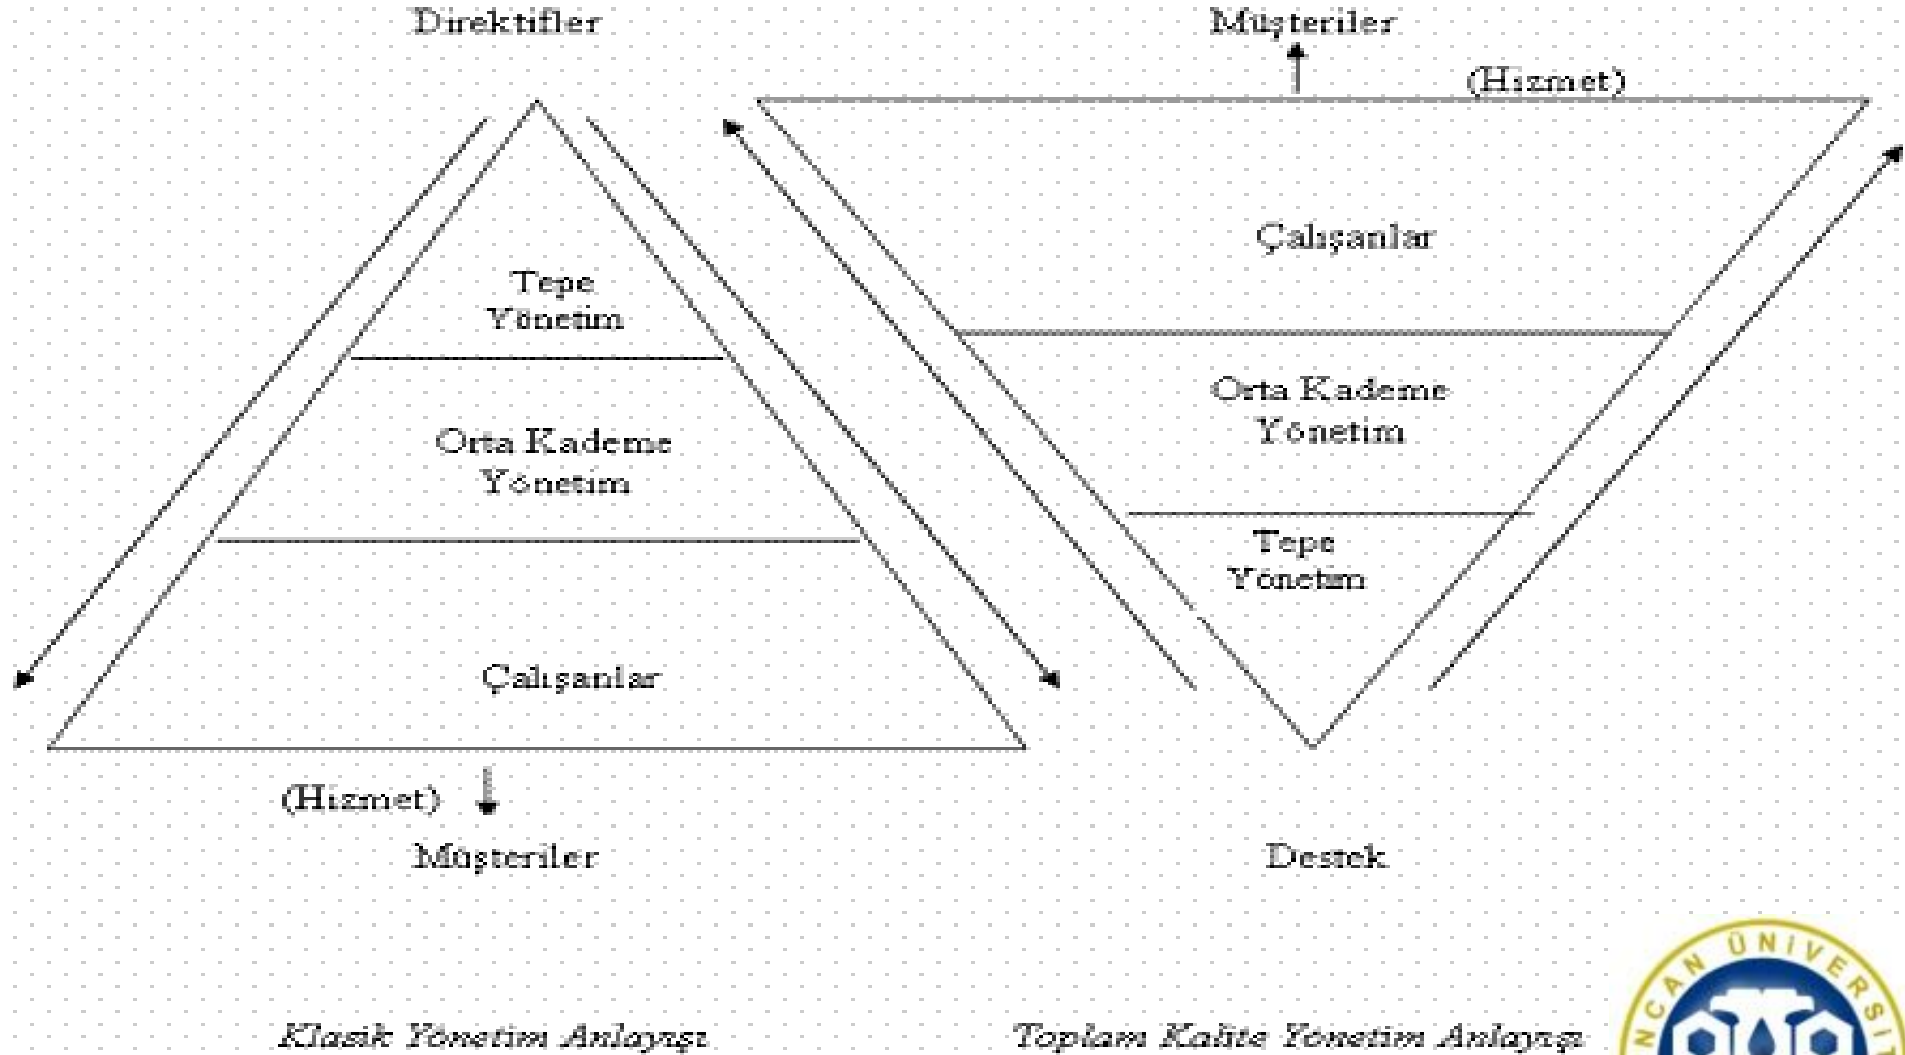 Direktifler
Tepe
Yönetim
Orta Kademe
Yönetim
Çalışanlar
(Hizmet)
Müşteriler
Klasik Yönetim Anlayışı
Müşteriler
(Hizmet)
Çalışanlar
Orta Kademe
Yönetim
Tepe
Yönetim
Destek
Toplam Kalite Yönetim Anlayışı